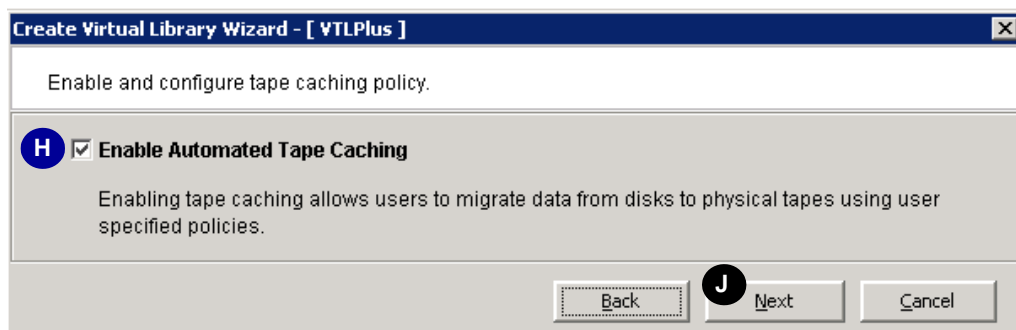 Create Virtual Library Wizard - [ VTLPlus ]
Enable and configure tape caching policy.
H Enable Automated Tape Caching
Enabling tape caching allows users to migrate data from disks to physical tapes using user
specified policies.
Back J Next Cancel